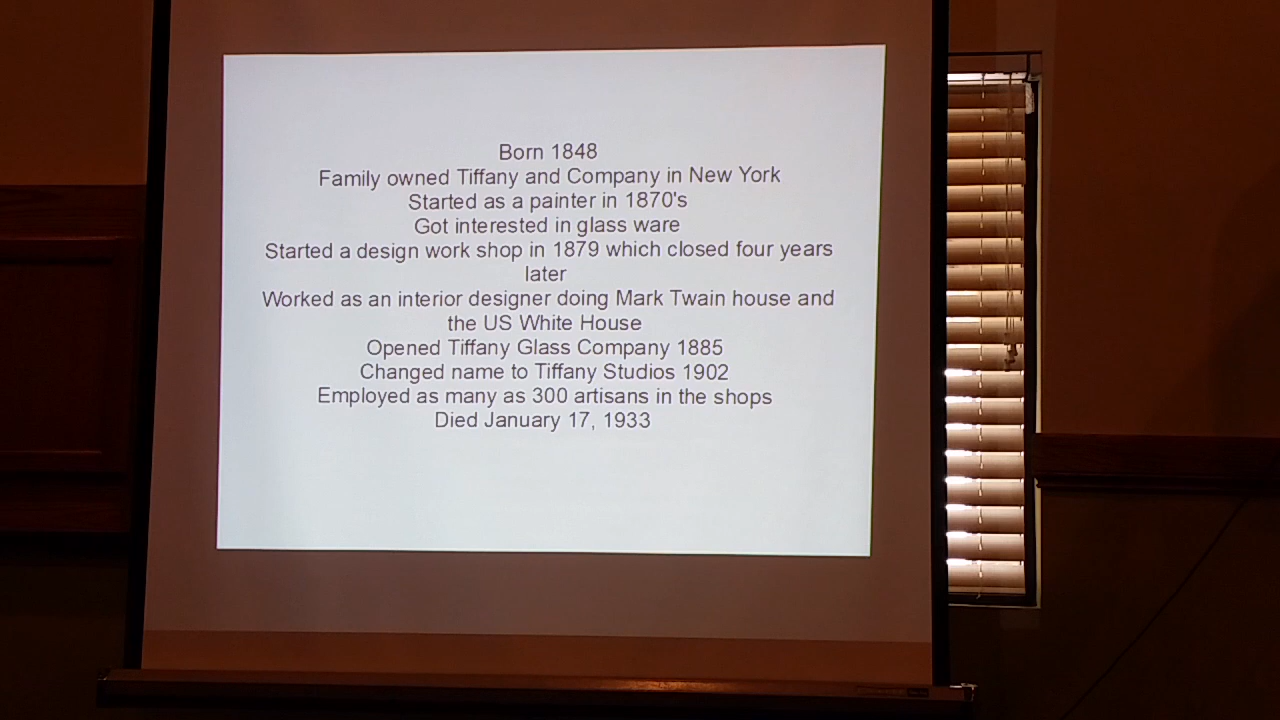 Born 1848
Family owned Tiffany and Company in New York
Started as a painter in 1870's
Got interested in glass ware
Started a design work shop in 1879 which closed four years
later
Worked as an interior designer doing Mark Twain house and
the US White House
Opened Tiffany Glass Company 1885
Changed name to Tiffany Studios 1902
Employed as many as 300 artisans in the shops
Died January 17, 1933